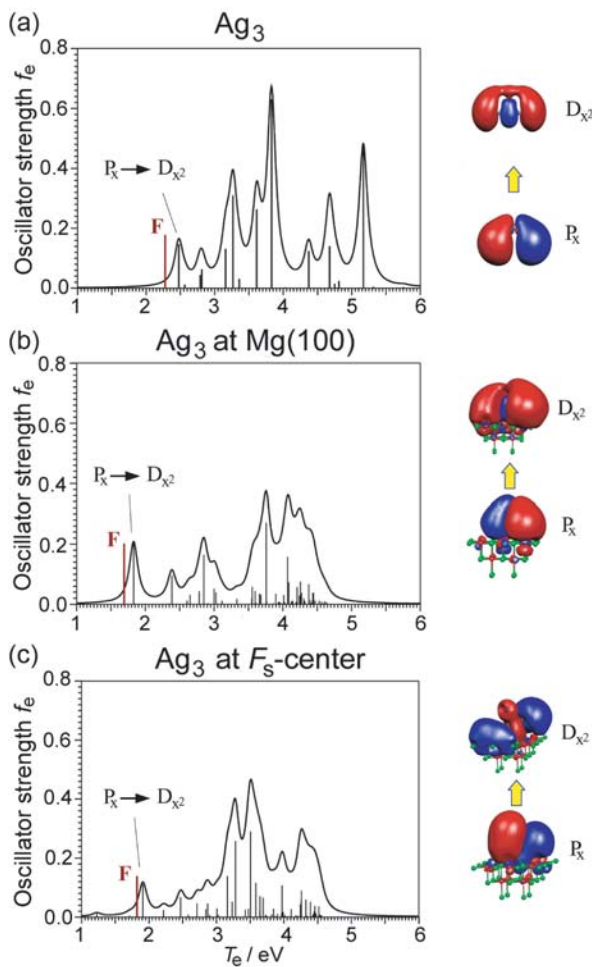 (a)
Ag₃
Oscillator strength fₑ
0.8
0.6
0.4
0.2
0.0
Pₓ → Dₓ²
F
1 2 3 4 5 6
Dₓ²
Pₓ
(b)
Ag₃ at Mg(100)
Oscillator strength fₑ
0.8
0.6
0.4
0.2
0.0
Pₓ → Dₓ²
F
1 2 3 4 5 6
Dₓ²
Pₓ
(c)
Ag₃ at Fₛ-center
Oscillator strength fₑ
0.8
0.6
0.4
0.2
0.0
Pₓ → Dₓ²
F
1 2 3 4 5 6
Tₑ / eV
Dₓ²
Pₓ